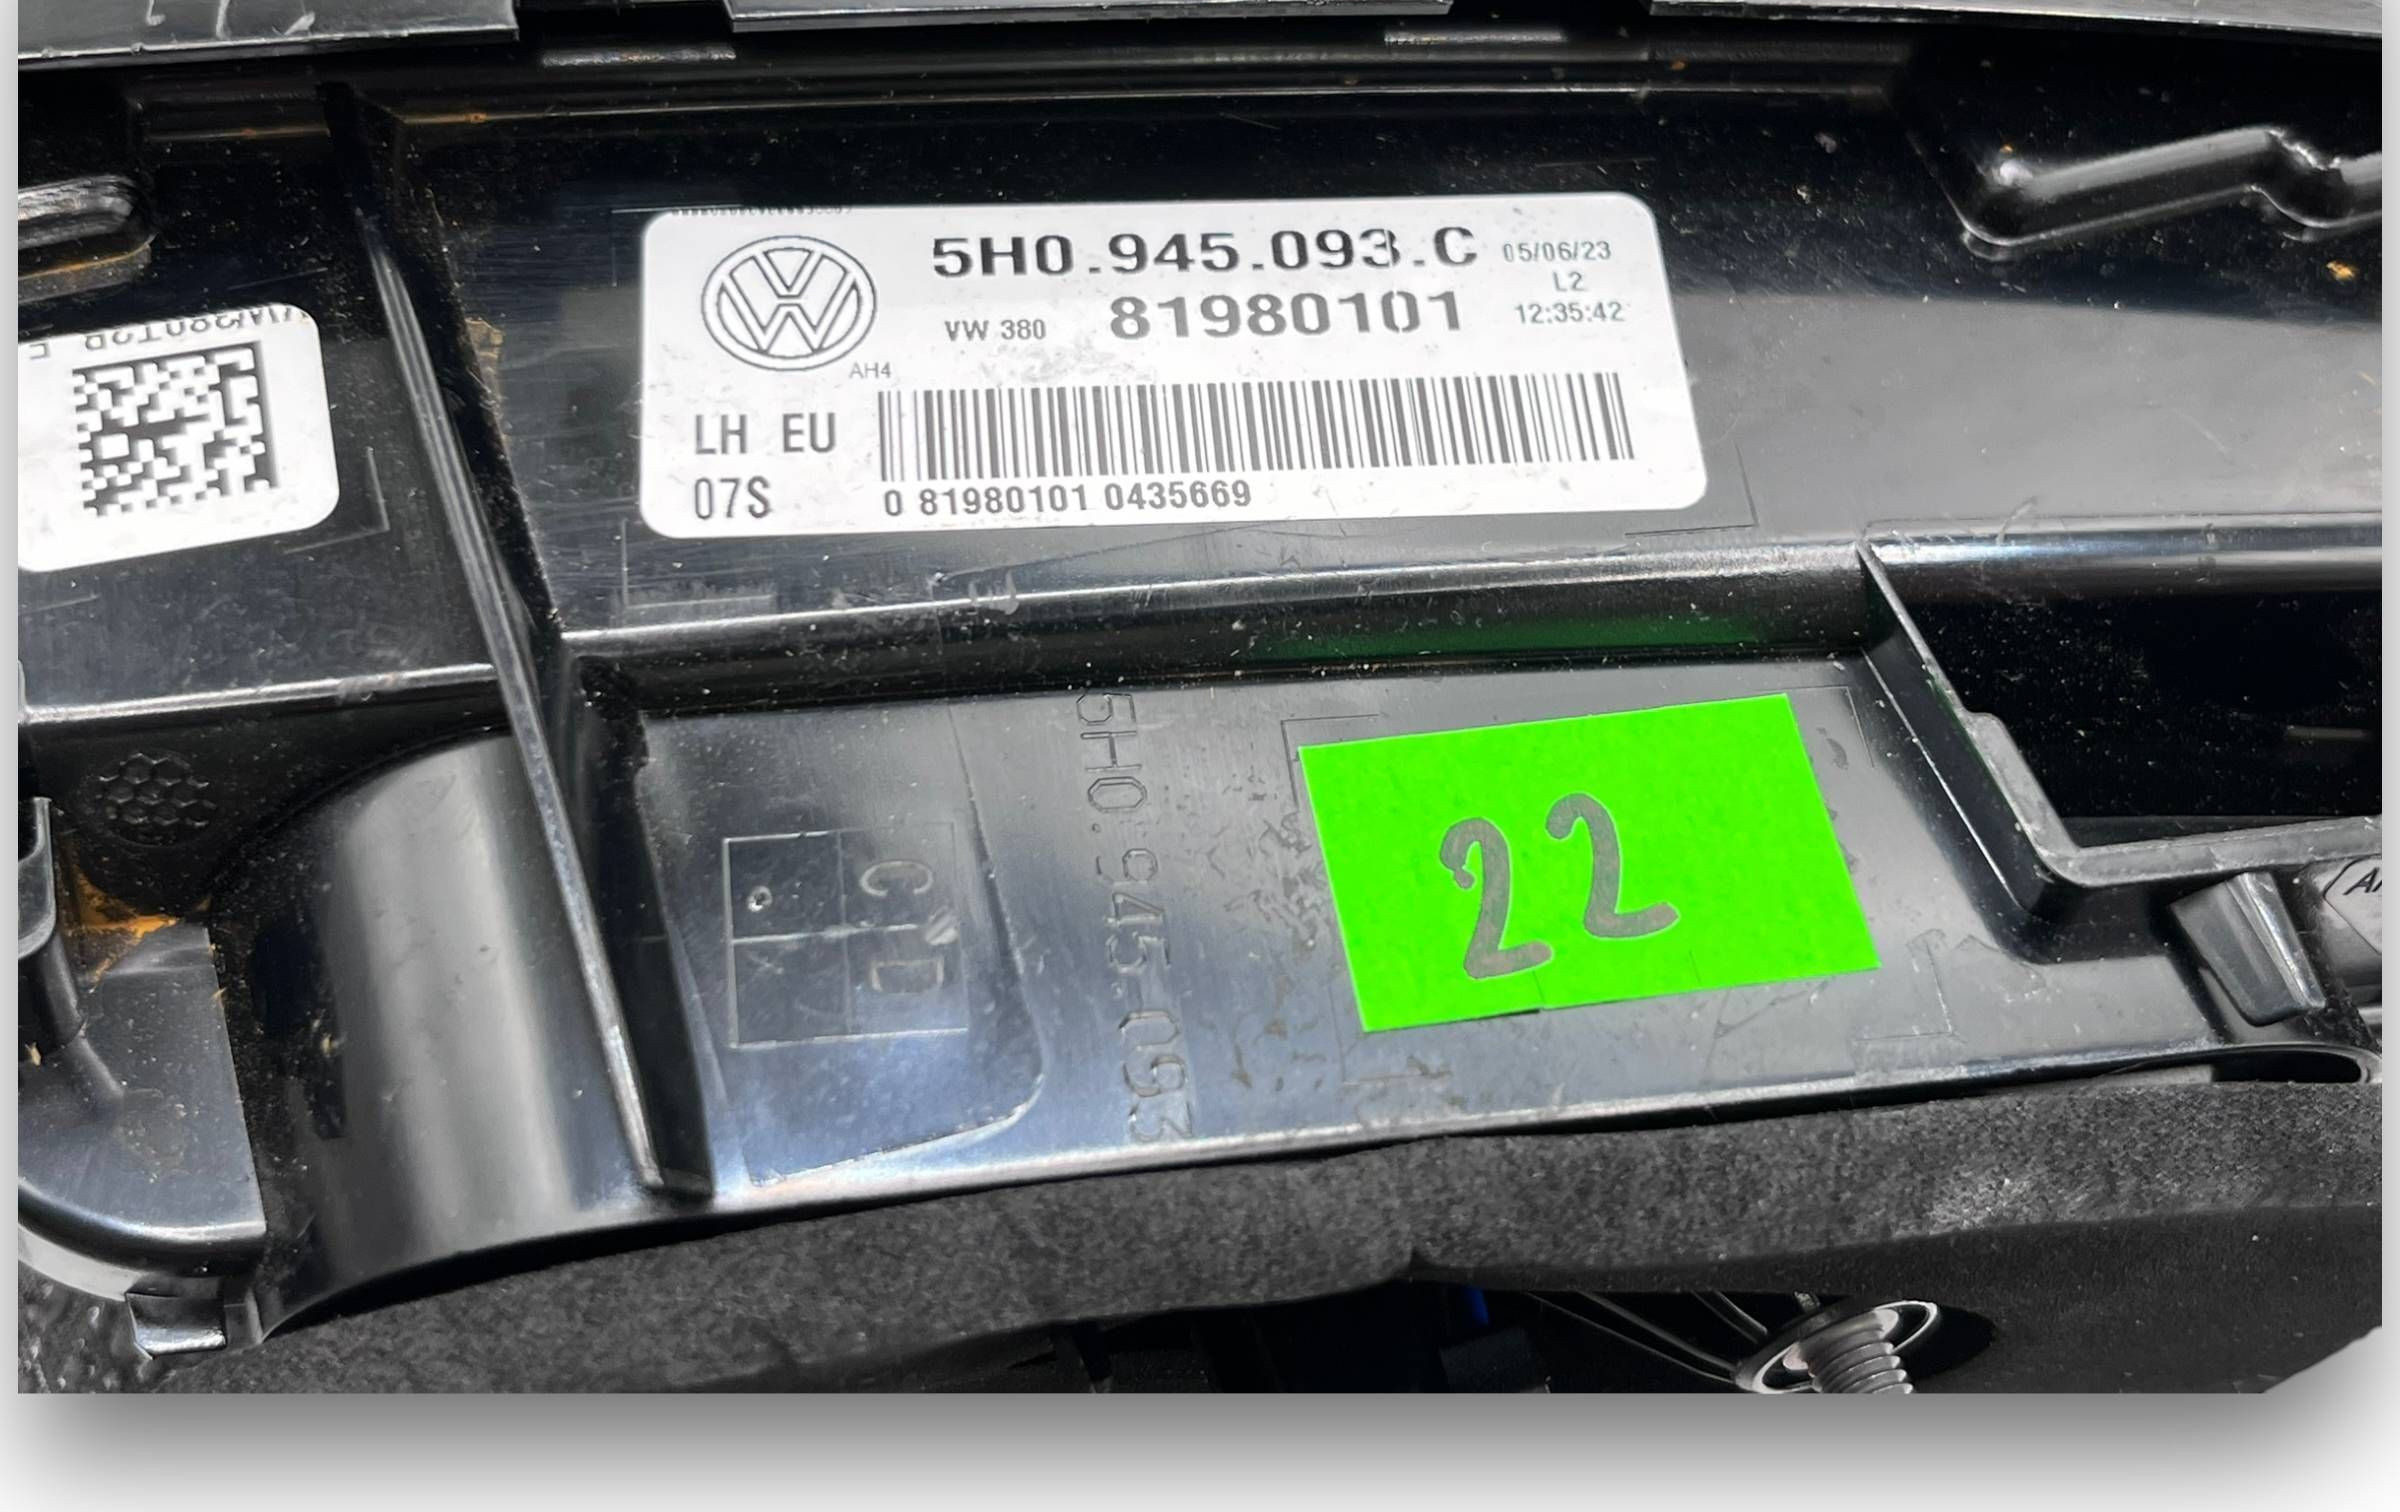 5H0.945.093.C
05/06/23
L2
VW 380
81980101
12:35:42
AH4
LH EU
07S
0 81980101 0435669
5H0.945.093
C
D
22